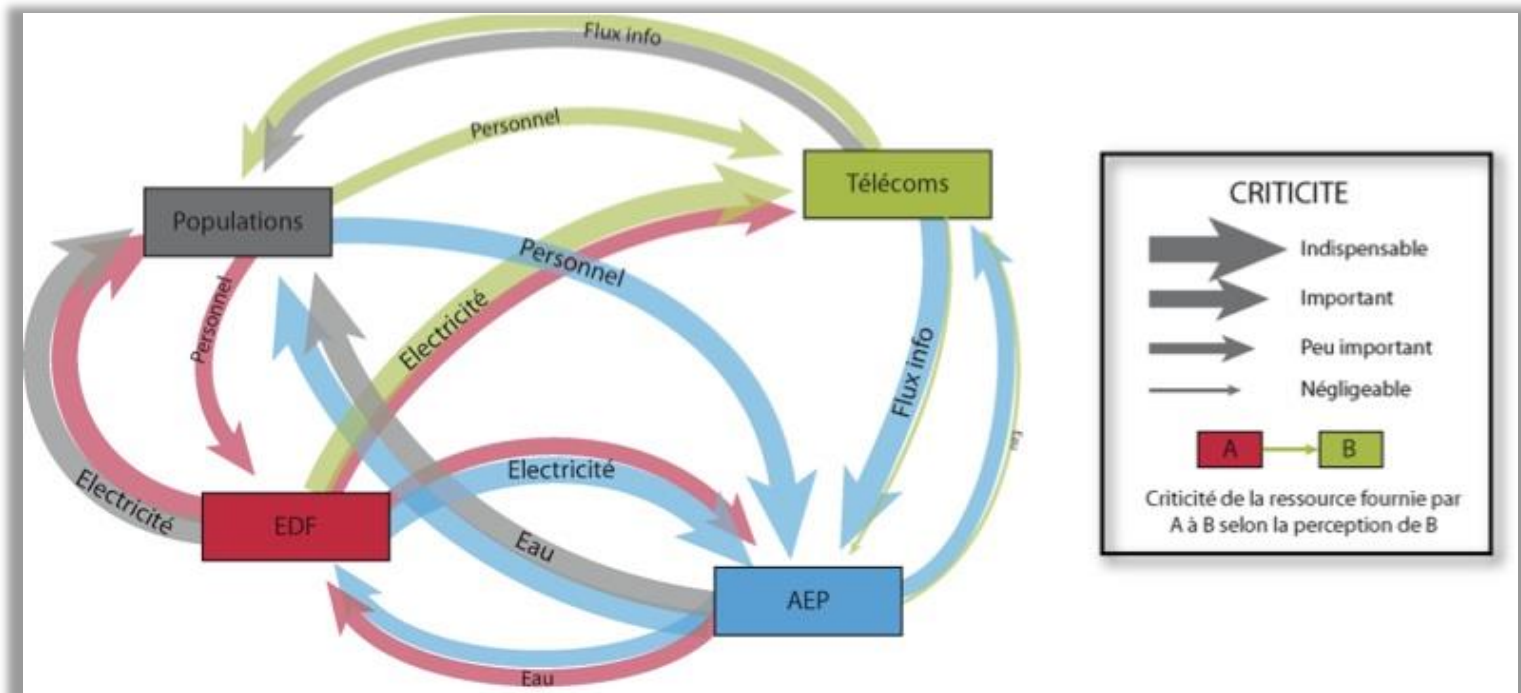 Flux info
Personnel
Télécoms
Populations
Personnel
Personnel
Electricité
Flux info
Eau
Electricité
Electricité
EDF
Eau
AEP
Eau
CRITICITE
Indispensable
Important
Peu important
Négligeable
A
B
Criticité de la ressource fournie par
A à B selon la perception de B